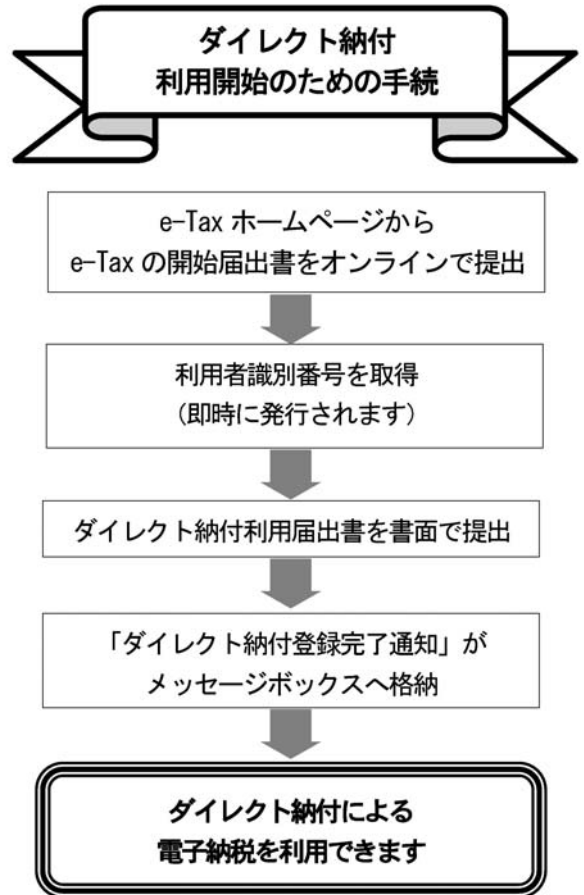 ダイレクト納付
利用開始のための手続
e-Tax ホームページから
e-Tax の開始届出書をオンラインで提出
利用者識別番号を取得
(即時に発行されます)
ダイレクト納付利用届出書を書面で提出
「ダイレクト納付登録完了通知」が
メッセージボックスへ格納
ダイレクト納付による
電子納税を利用できます